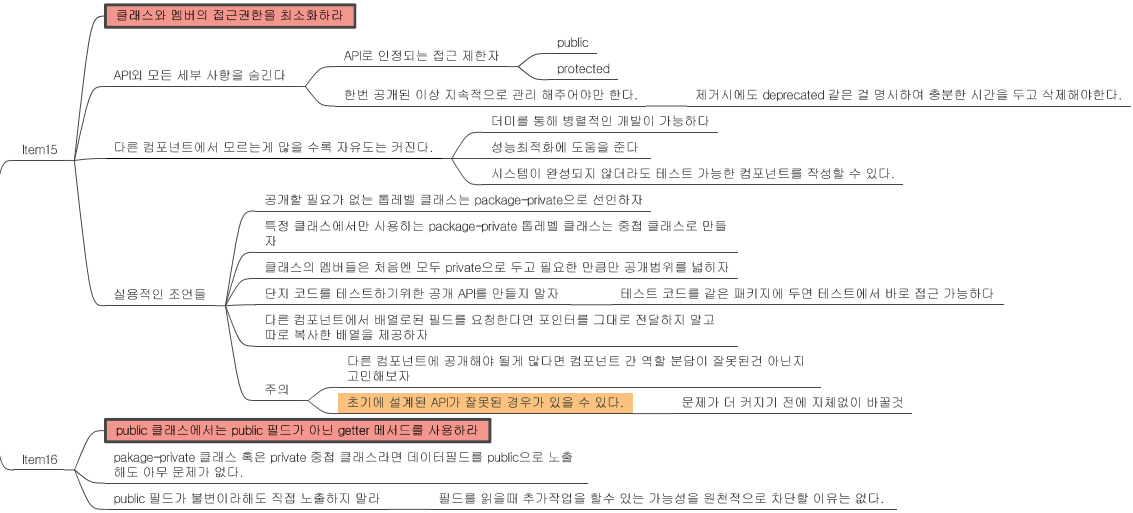 클래스와 멤버의 접근권한을 최소화하라
API로 인정되는 접근 제한자
public
protected
API외 모든 세부 사항을 숨긴다
한번 공개된 이상 지속적으로 관리 해주어야만 한다.
제거시에도 deprecated 같은 걸 명시하여 충분한 시간을 두고 삭제해야한다.
Item15
다른 컴포넌트에서 모르는게 많을 수록 자유도는 커진다.
더미를 통해 병렬적인 개발이 가능하다
성능최적화에 도움을 준다
시스템이 완성되지 않더라도 테스트 가능한 컴포넌트를 작성할 수 있다.
실용적인 조언들
공개할 필요가 없는 톱레벨 클래스는 package-private으로 선언하자
특정 클래스에서만 사용하는 package-private 톱레벨 클래스는 중첩 클래스로 만들
자
클래스의 멤버들은 처음엔 모두 private으로 두고 필요한 만큼만 공개범위를 넓히자
단지 코드를 테스트하기위한 공개 API를 만들지 말자
테스트 코드를 같은 패키지에 두면 테스트에서 바로 접근 가능하다
다른 컴포넌트에서 배열로된 필드를 요청한다면 포인터를 그대로 전달하지 말고
따로 복사한 배열을 제공하자
주의
다른 컴포넌트에 공개해야 될게 많다면 컴포넌트 간 역할 분담이 잘못된건 아닌지
고민해보자
초기에 설계된 API가 잘못된 경우가 있을 수 있다.
문제가 더 커지기 전에 지체없이 바꿀것
Item16
public 클래스에서는 public 필드가 아닌 getter 메서드를 사용하라
pakage-private 클래스 혹은 private 중첩 클래스라면 데이터필드를 public으로 노출
해도 아무 문제가 없다.
public 필드가 불변이라해도 직접 노출하지 말라
필드를 읽을때 추가작업을 할수 있는 가능성을 원천적으로 차단할 이유는 없다.